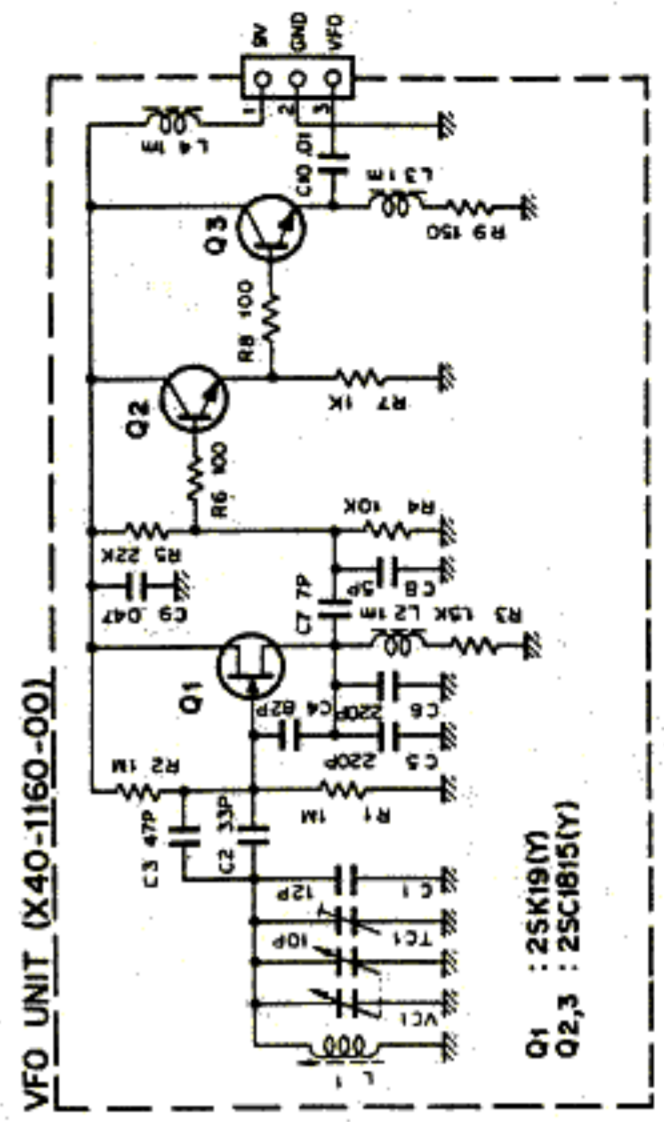 VFO UNIT (X40-1160-00)
9V
GND
VFO
1
2
3
L4 1m
C10 .01
L3 1m
R9 150
Q3
R8 100
Q2
R7 1K
R6 100
R5 22K
R4 10K
C9 .047
C7 7P
C8 5P
L2 1m
R3 1.5K
Q1
C4 82P
C6 220P
C5 220P
R2 1M
R1 1M
C3 47P
C2 33P
C1 12P
TC1 10P
VC1
L1
Q1 : 2SK19(Y)
Q2,3 : 2SC1815(Y)